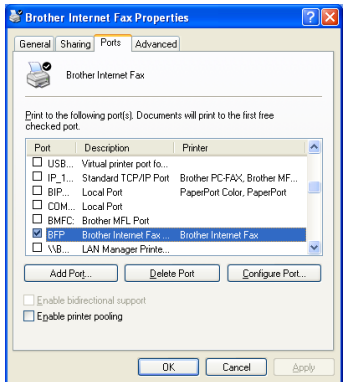 Brother Internet Fax Properties
General Sharing Ports Advanced
Brother Internet Fax
Print to the following port(s). Documents will print to the first free
checked port.
Port Description Printer
USB... Virtual printer port fo...
IP_1... Standard TCP/IP Port Brother PC-FAX, Brother MF...
BIP... Local Port PaperPort Color, PaperPort
COM... Local Port
BMFC: Brother MFL Port
BFP Brother Internet Fax ... Brother Internet Fax
\\B... LAN Manager Printe...
Add Port... Delete Port Configure Port...
Enable bidirectional support
Enable printer pooling
OK Cancel Apply